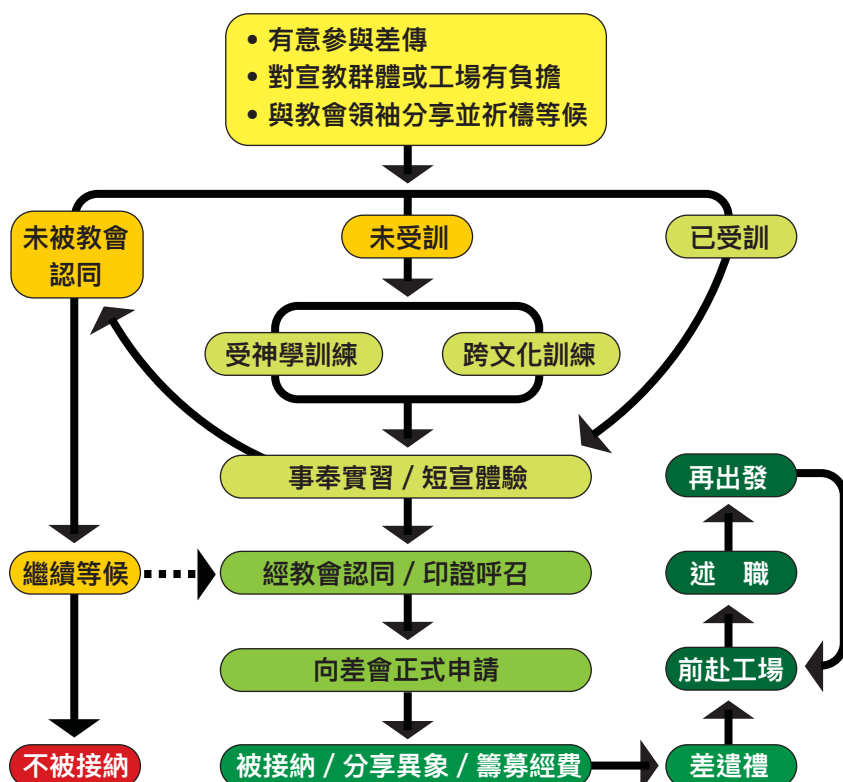 • 有意參與差傳
• 對宣教群體或工場有負擔
• 與教會領袖分享並祈禱等候
未被教會
認同
未受訓
已受訓
受神學訓練
跨文化訓練
事奉實習 / 短宣體驗
再出發
繼續等候
經教會認同 / 印證呼召
述 職
向差會正式申請
前赴工場
不被接納
被接納 / 分享異象 / 籌募經費
差遣禮